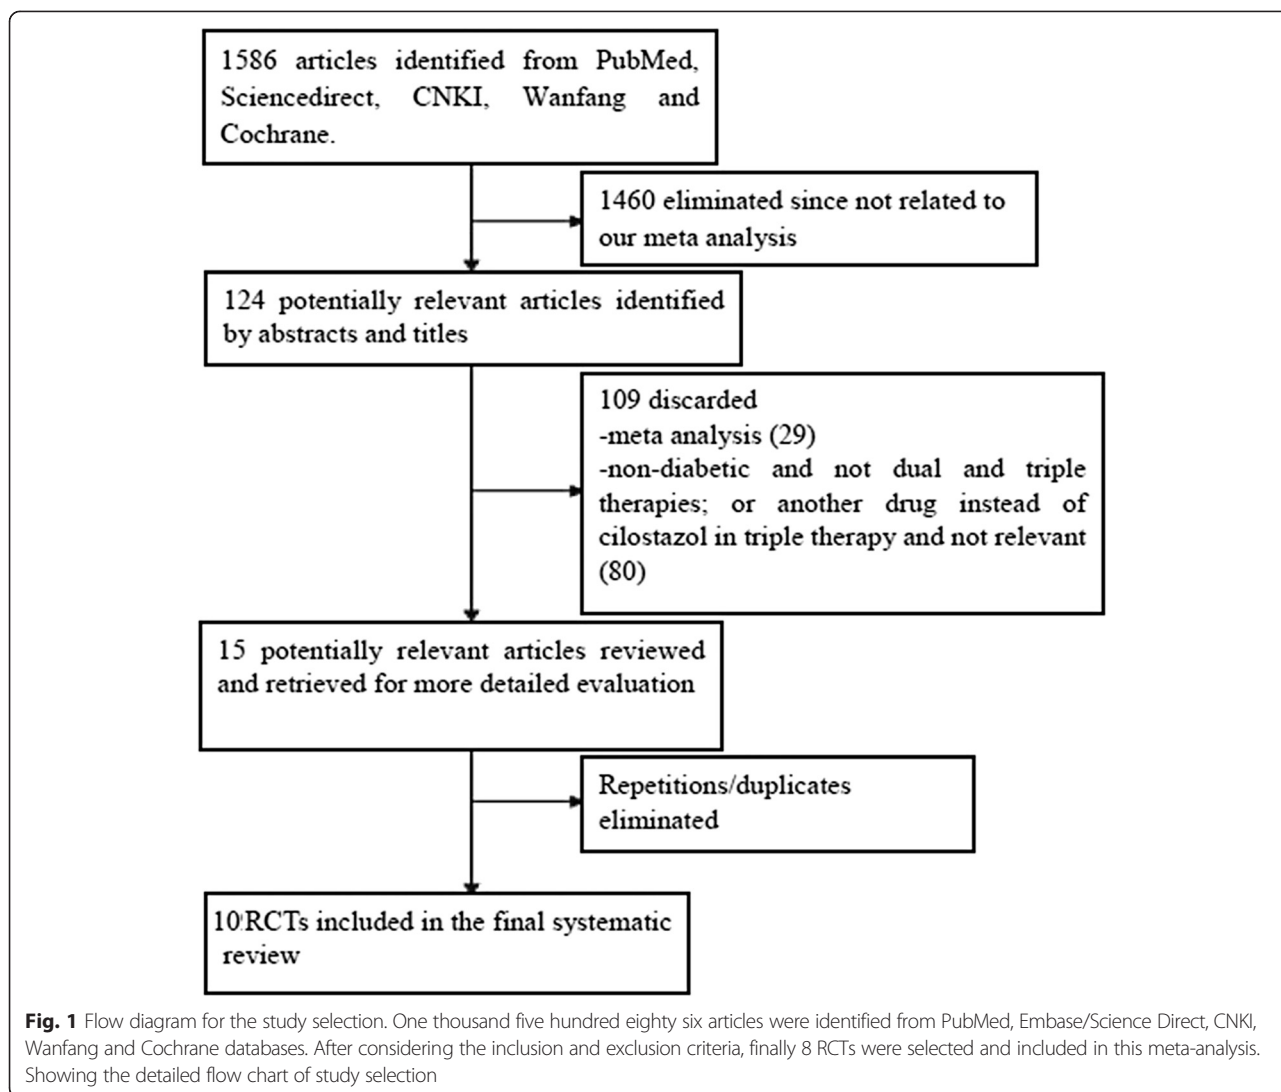 1586 articles identified from PubMed,
Sciencedirect, CNKI, Wanfang and
Cochrane.
1460 eliminated since not related to
our meta analysis
124 potentially relevant articles identified
by abstracts and titles
109 discarded
-meta analysis (29)
-non-diabetic and not dual and triple
therapies; or another drug instead of
cilostazol in triple therapy and not relevant
(80)
15 potentially relevant articles reviewed
and retrieved for more detailed evaluation
Repetitions/duplicates
eliminated
10 RCTs included in the final systematic
review
Fig. 1 Flow diagram for the study selection. One thousand five hundred eighty six articles were identified from PubMed, Embase/Science Direct, CNKI,
Wanfang and Cochrane databases. After considering the inclusion and exclusion criteria, finally 8 RCTs were selected and included in this meta-analysis.
Showing the detailed flow chart of study selection